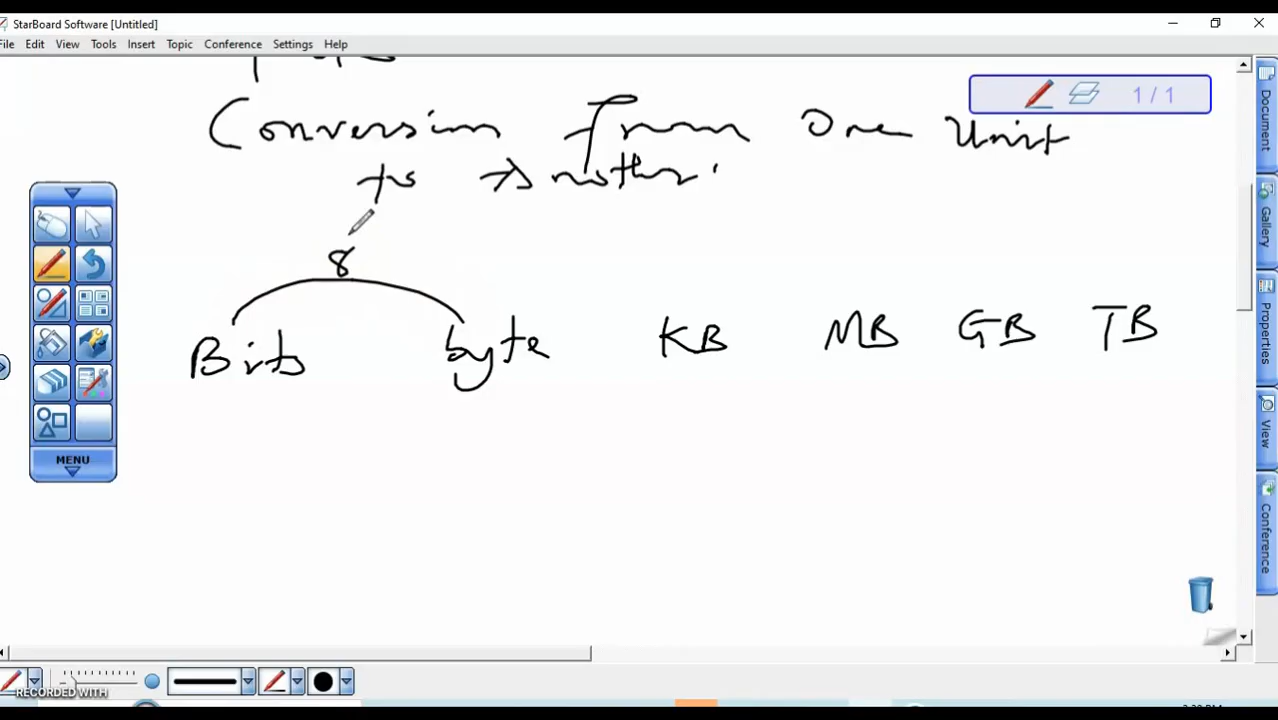 StarBoard Software [Untitled]
File Edit View Tools Insert Topic Conference Settings Help
1 / 1
Conversion from One Unit
to Another.
8
Bits byte KB MB GB TB
MENU
Document
Gallery
Properties
View
Conference
RECORDED WITH